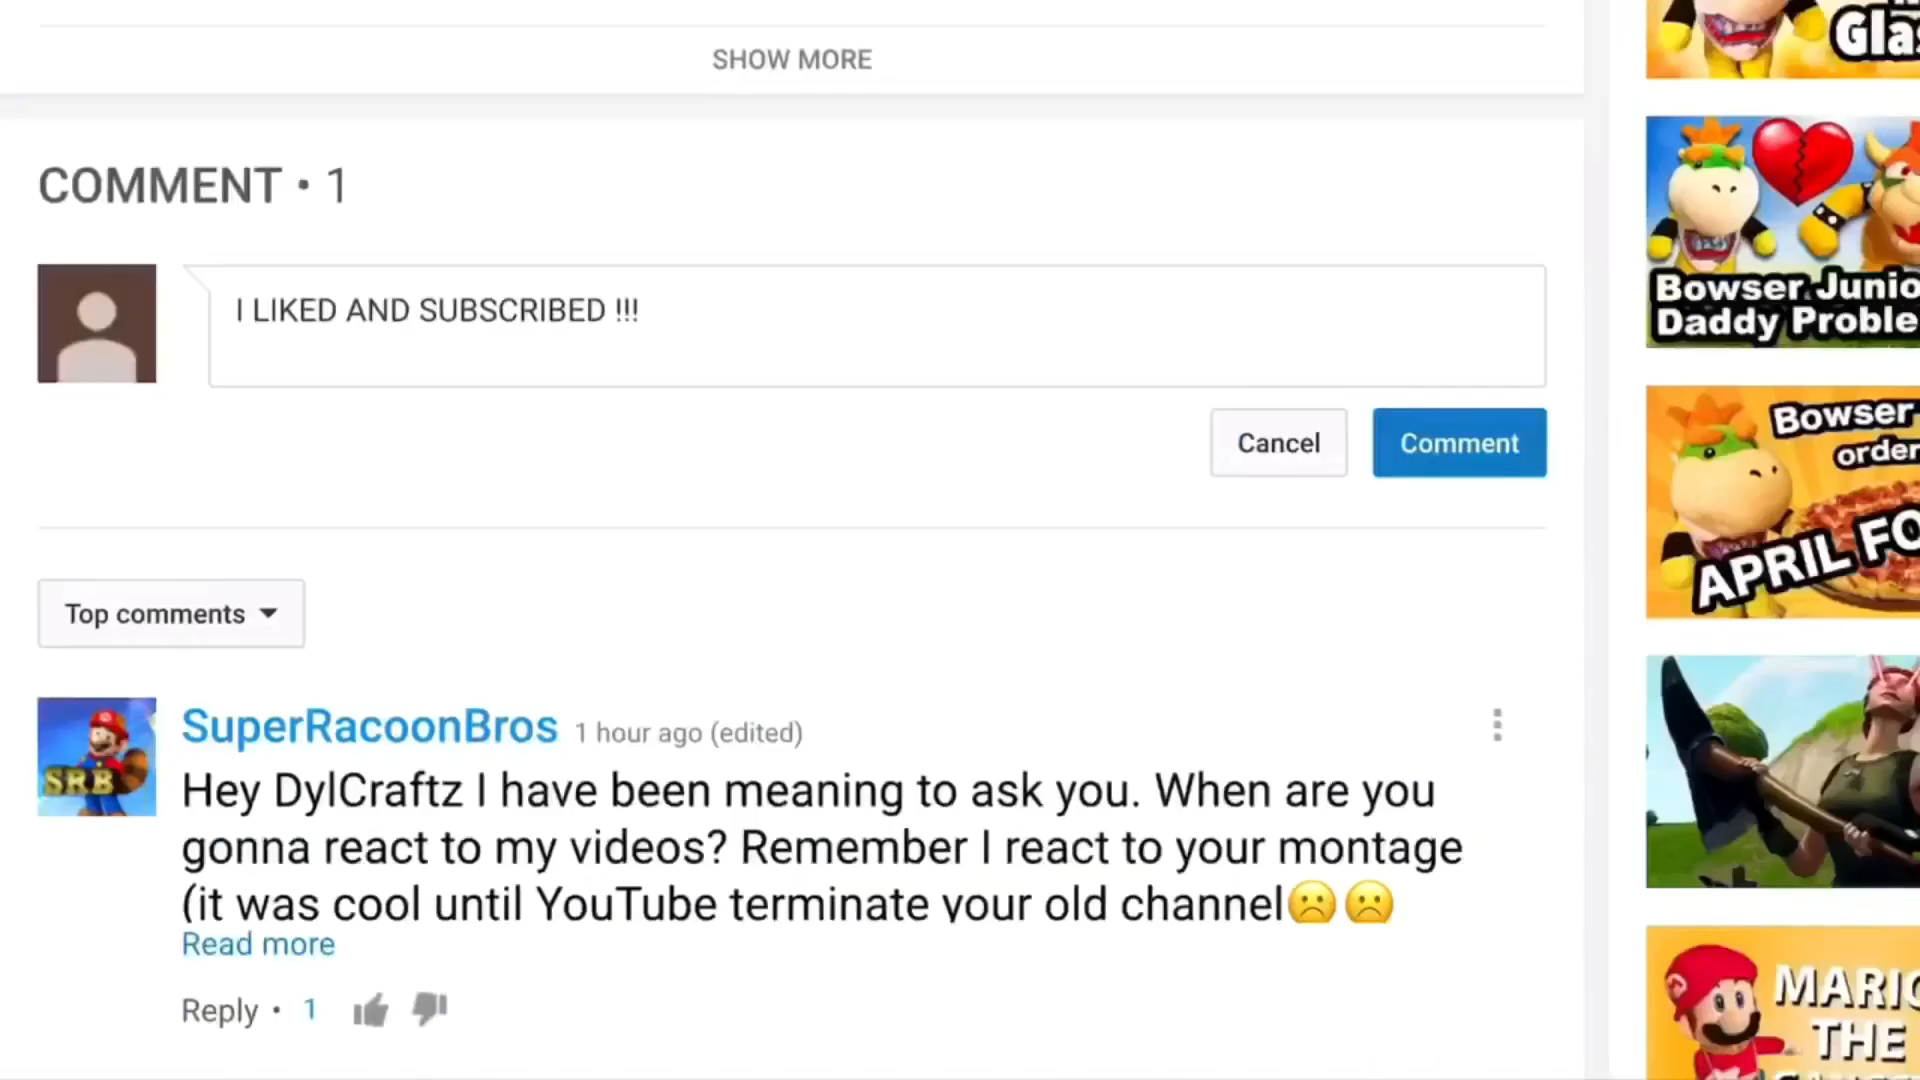 SHOW MORE
COMMENT • 1
I LIKED AND SUBSCRIBED !!!
Cancel
Comment
Top comments
SRB
SuperRacoonBros 1 hour ago (edited)
Hey DylCraftz I have been meaning to ask you. When are you
gonna react to my videos? Remember I react to your montage
(it was cool until YouTube terminate your old channel☹️☹️
Read more
Reply • 1
Bowser Junio
Daddy Proble
Bowser
order
APRIL FO
MARIO
THE